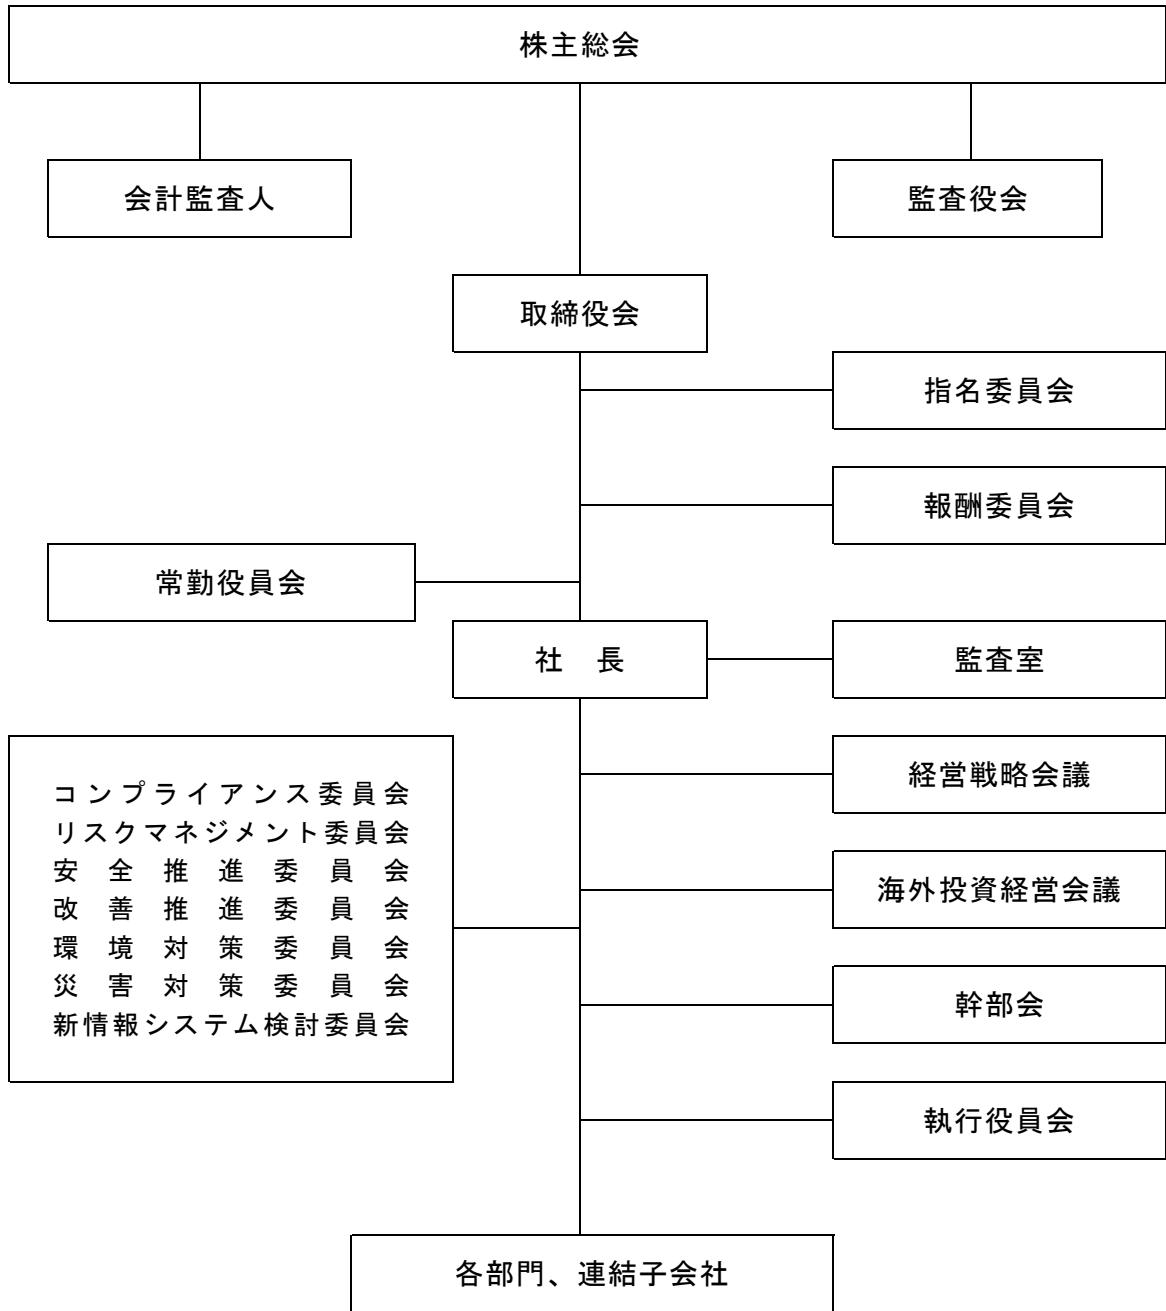 株主総会
会計監査人
監査役会
取締役会
指名委員会
報酬委員会
常勤役員会
社　長
監査室
コンプライアンス委員会
リスクマネジメント委員会
安全推進委員会
改善推進委員会
環境対策委員会
災害対策委員会
新情報システム検討委員会
経営戦略会議
海外投資経営会議
幹部会
執行役員会
各部門、連結子会社